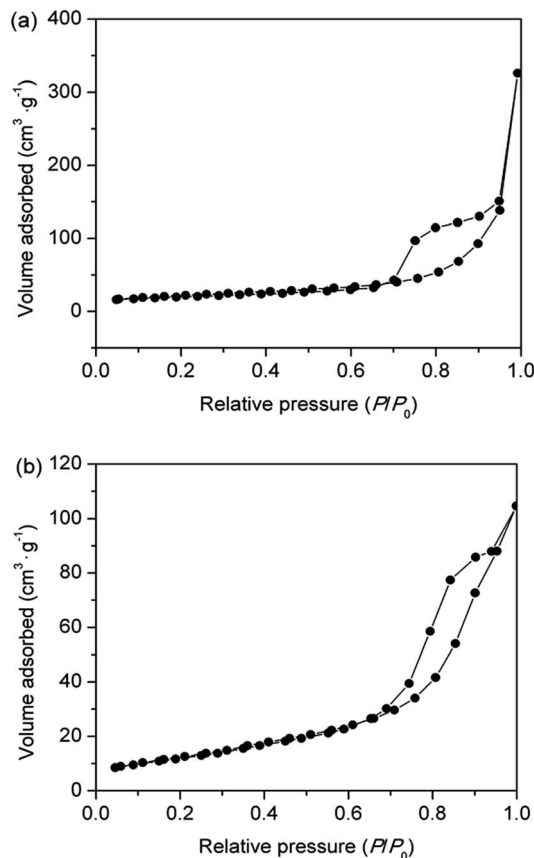 (a)
400
300
200
100
0
Volume adsorbed (cm³·g⁻¹)
0.0 0.2 0.4 0.6 0.8 1.0
Relative pressure (P/P₀)
(b)
120
100
80
60
40
20
0
Volume adsorbed (cm³·g⁻¹)
0.0 0.2 0.4 0.6 0.8 1.0
Relative pressure (P/P₀)